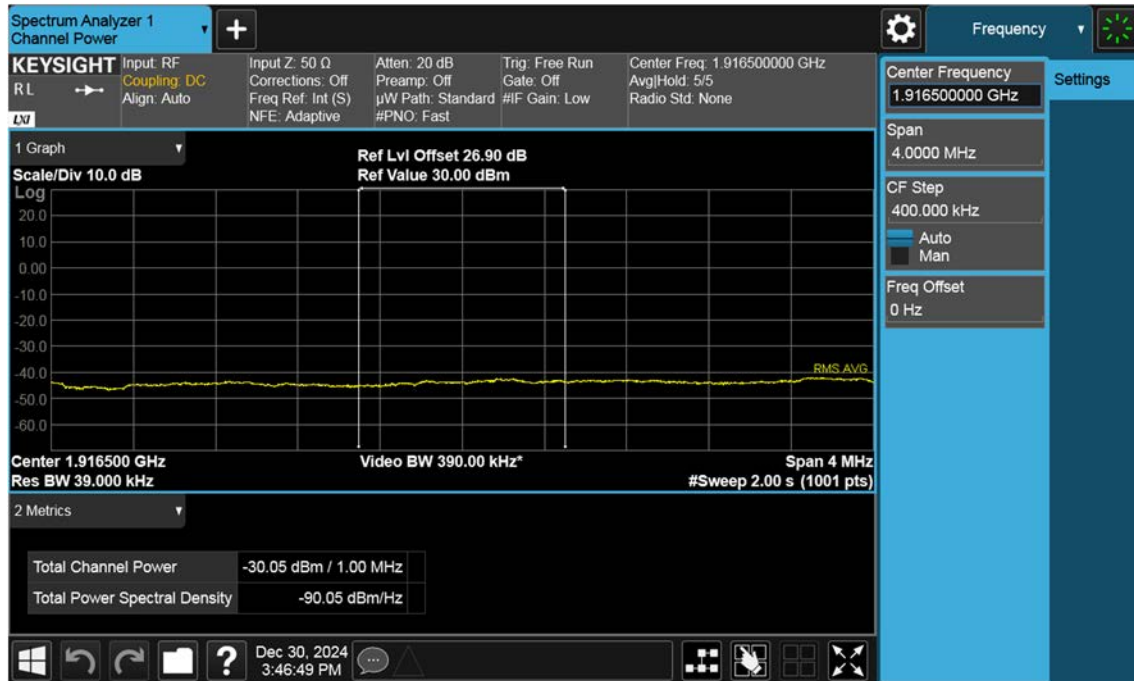 Spectrum Analyzer 1
Channel Power
Frequency
KEYSIGHT
R L
LXI
Input: RF
Coupling: DC
Align: Auto
Input Z: 50 Ω
Corrections: Off
Freq Ref: Int (S)
NFE: Adaptive
Atten: 20 dB
Preamp: Off
µW Path: Standard
#PNO: Fast
Trig: Free Run
Gate: Off
#IF Gain: Low
Center Freq: 1.916500000 GHz
Avg|Hold: 5/5
Radio Std: None
Center Frequency
1.916500000 GHz
Settings
Span
4.0000 MHz
CF Step
400.000 kHz
Auto
Man
Freq Offset
0 Hz
1 Graph
Scale/Div 10.0 dB
Ref Lvl Offset 26.90 dB
Ref Value 30.00 dBm
Log
20.0
10.0
0.00
-10.0
-20.0
-30.0
-40.0
-50.0
-60.0
RMS AVG
Center 1.916500 GHz
Video BW 390.00 kHz*
Span 4 MHz
Res BW 39.000 kHz
#Sweep 2.00 s (1001 pts)
2 Metrics
Total Channel Power -30.05 dBm / 1.00 MHz
Total Power Spectral Density -90.05 dBm/Hz
?
Dec 30, 2024
3:46:49 PM